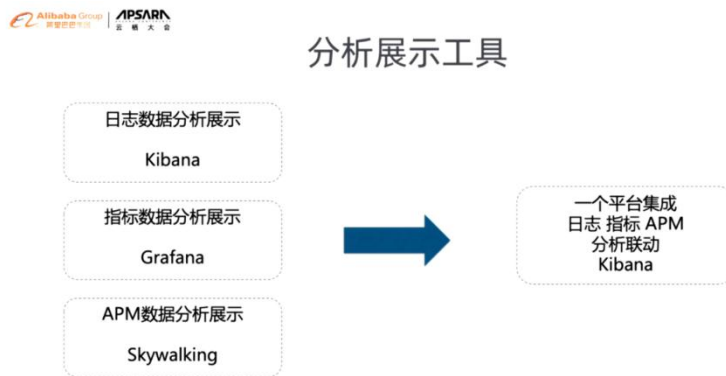 Alibaba Group
阿里巴巴集团
APSARA
云栖大会
分析展示工具
日志数据分析展示
Kibana
指标数据分析展示
Grafana
APM数据分析展示
Skywalking
一个平台集成
日志 指标 APM
分析联动
Kibana